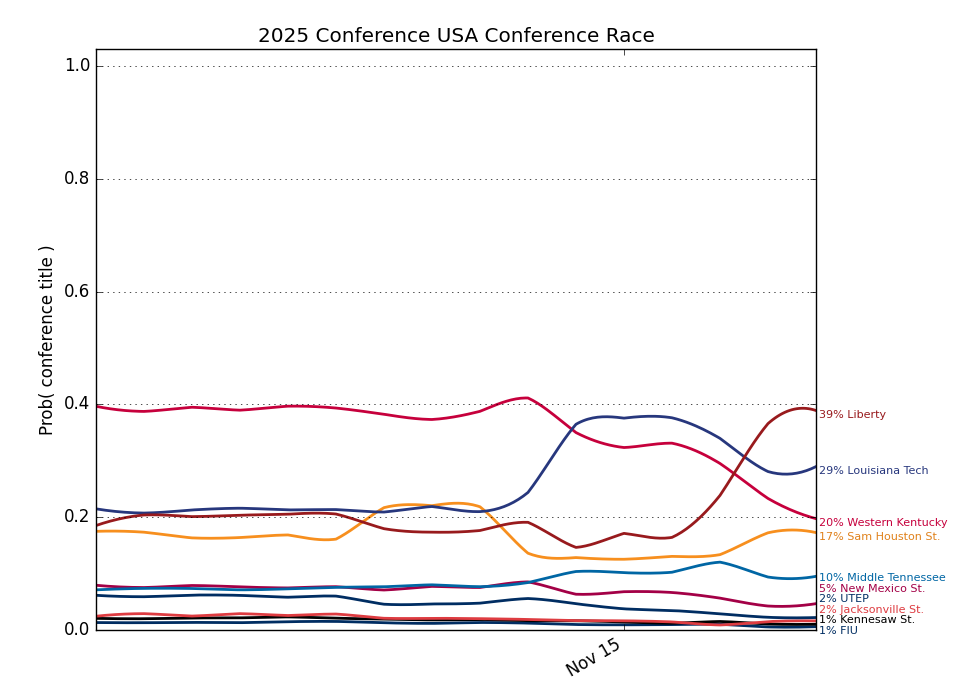 2025 Conference USA Conference Race
1.0
0.8
0.6
0.4
0.2
0.0
Prob( conference title )
Nov 15
39% Liberty
29% Louisiana Tech
20% Western Kentucky
17% Sam Houston St.
10% Middle Tennessee
5% New Mexico St.
2% UTEP
2% Jacksonville St.
1% Kennesaw St.
1% FIU